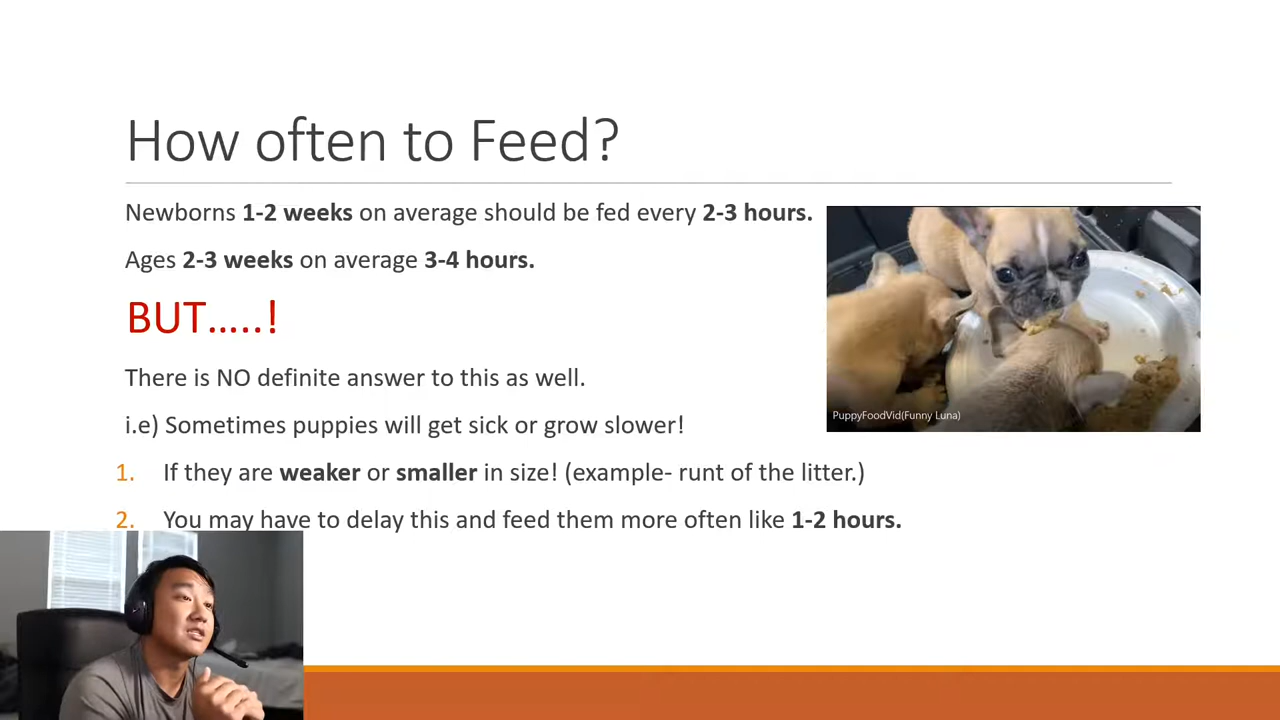 How often to Feed?
Newborns 1-2 weeks on average should be fed every 2-3 hours.
Ages 2-3 weeks on average 3-4 hours.
BUT…..!
There is NO definite answer to this as well.
i.e) Sometimes puppies will get sick or grow slower!
1. If they are weaker or smaller in size! (example- runt of the litter.)
2. You may have to delay this and feed them more often like 1-2 hours.
PuppyFoodVid(Funny Luna)